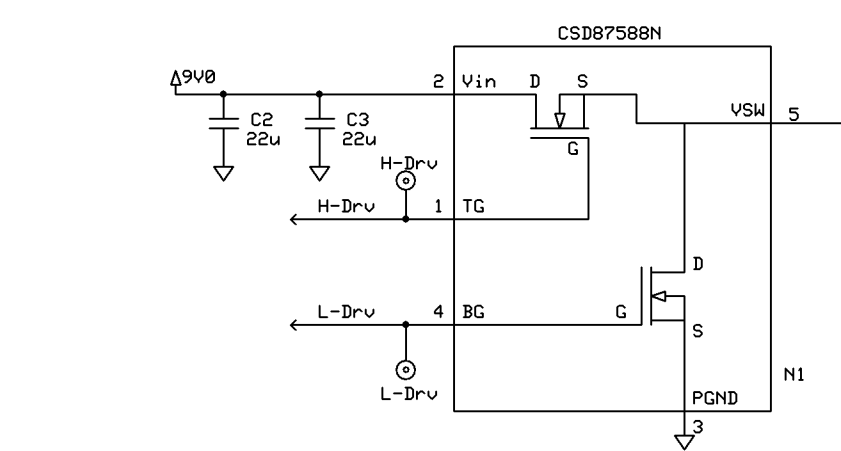 CSD87588N
9V0
2 Vin D S
C2 C3
22u 22u
VSW 5
G
H-Drv
H-Drv 1 TG
D
L-Drv 4 BG G
S
L-Drv
N1
PGND
3